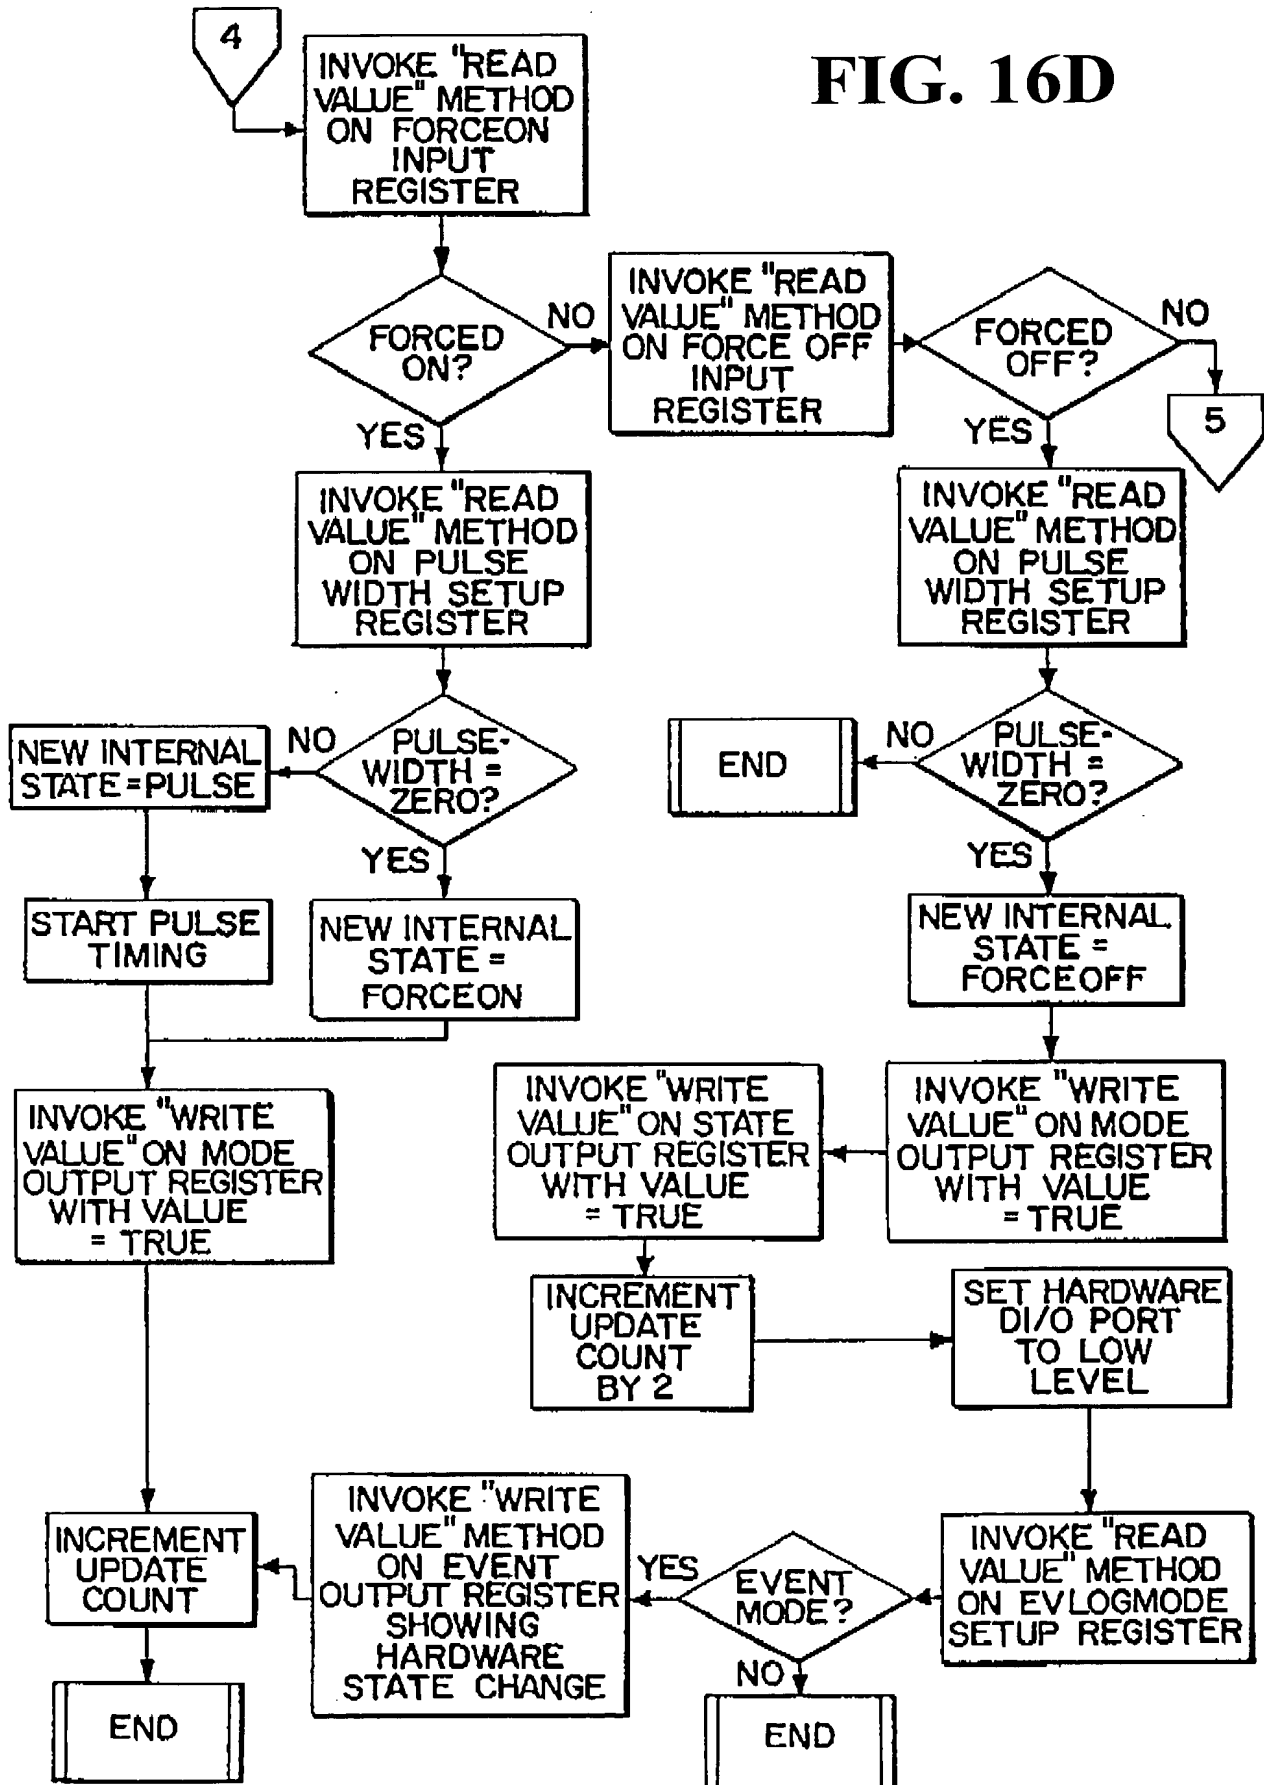 4
FIG. 16D
INVOKE "READ
VALUE" METHOD
ON FORCEON
INPUT
REGISTER
FORCED
ON?
NO
YES
INVOKE "READ
VALUE" METHOD
ON FORCE OFF
INPUT
REGISTER
FORCED
OFF?
NO
YES
5
INVOKE "READ
VALUE" METHOD
ON PULSE
WIDTH SETUP
REGISTER
INVOKE "READ
VALUE" METHOD
ON PULSE
WIDTH SETUP
REGISTER
NEW INTERNAL
STATE=PULSE
NO
PULSE-
WIDTH =
ZERO?
YES
END
NO
PULSE-
WIDTH =
ZERO?
YES
START PULSE
TIMING
NEW INTERNAL
STATE =
FORCEON
NEW INTERNAL
STATE =
FORCEOFF
INVOKE "WRITE
VALUE" ON MODE
OUTPUT REGISTER
WITH VALUE
= TRUE
INVOKE "WRITE
VALUE" ON STATE
OUTPUT REGISTER
WITH VALUE
= TRUE
INVOKE "WRITE
VALUE" ON MODE
OUTPUT REGISTER
WITH VALUE
= TRUE
INCREMENT
UPDATE
COUNT
BY 2
SET HARDWARE
DI/O PORT
TO LOW
LEVEL
INCREMENT
UPDATE
COUNT
INVOKE "WRITE
VALUE" METHOD
ON EVENT
OUTPUT REGISTER
SHOWING
HARDWARE
STATE CHANGE
YES
EVENT
MODE?
NO
INVOKE "READ
VALUE" METHOD
ON EVLOGMODE
SETUP REGISTER
END
END